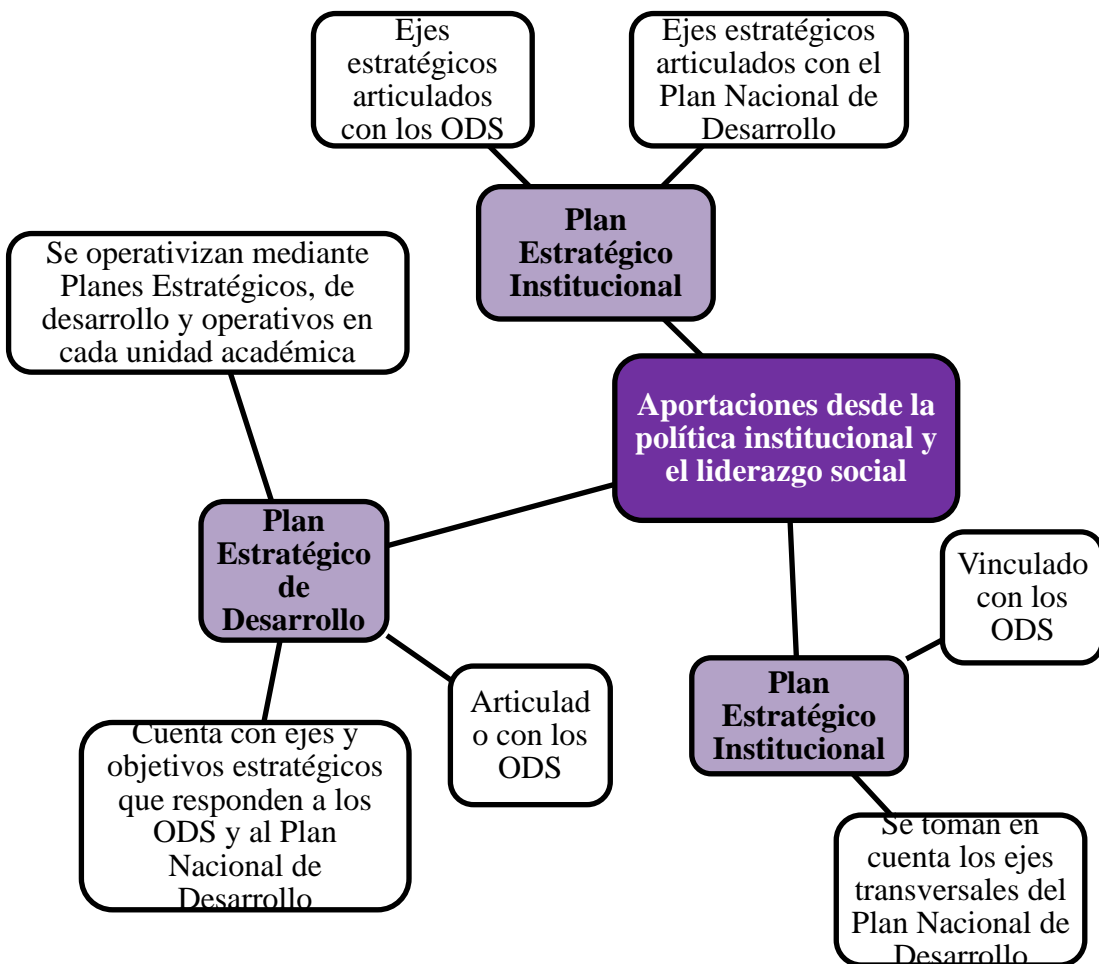 Ejes
estratégicos
articulados
con los ODS
Ejes estratégicos
articulados con el
Plan Nacional de
Desarrollo
Plan
Estratégico
Institucional
Se operativizan mediante
Planes Estratégicos, de
desarrollo y operativos en
cada unidad académica
Aportaciones desde la
política institucional y
el liderazgo social
Plan
Estratégico
de
Desarrollo
Vinculado
con los
ODS
Plan
Estratégico
Institucional
Articulad
o con los
ODS
Cuenta con ejes y
objetivos estratégicos
que responden a los
ODS y al Plan
Nacional de
Desarrollo
Se toman en
cuenta los ejes
transversales del
Plan Nacional de
Desarrollo